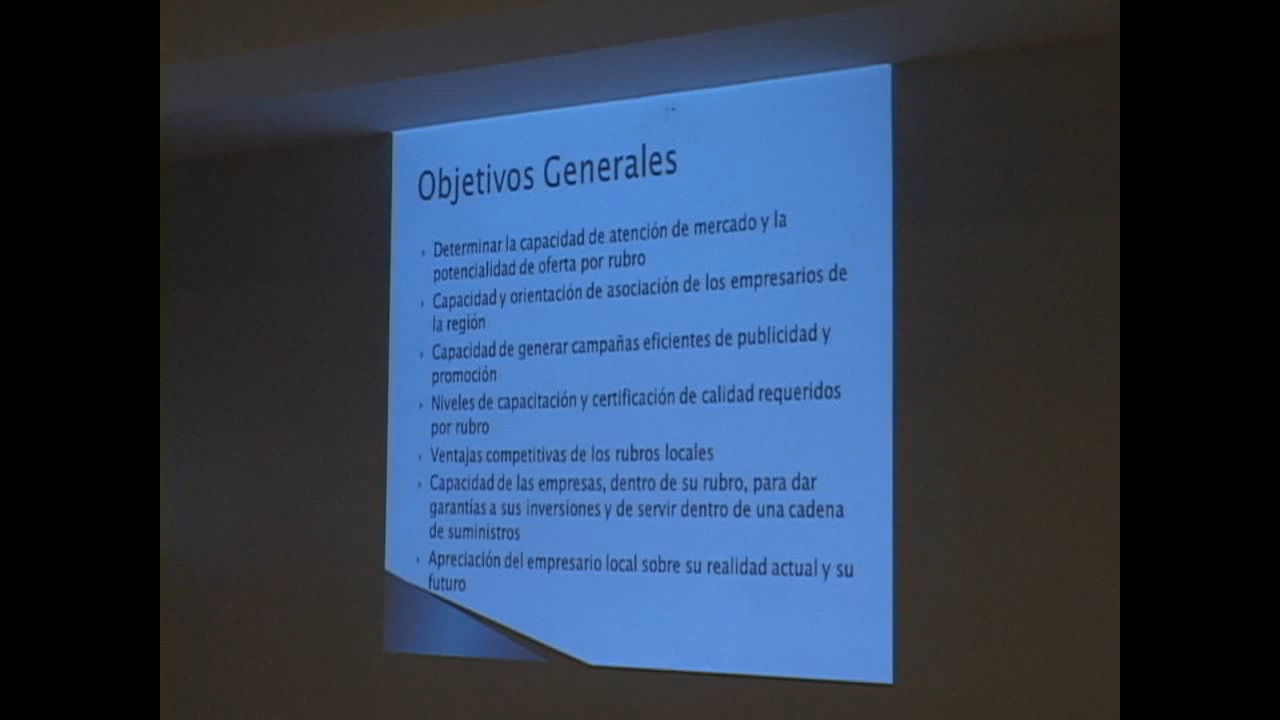 Objetivos Generales
Determinar la capacidad de atención de mercado y la
potencialidad de oferta por rubro
Capacidad y orientación de asociación de los empresarios de
la región
Capacidad de generar campañas eficientes de publicidad y
promoción
Niveles de capacitación y certificación de calidad requeridos
por rubro
Ventajas competitivas de los rubros locales
Capacidad de las empresas, dentro de su rubro, para dar
garantías a sus inversiones y de servir dentro de una cadena
de suministros
Apreciación del empresario local sobre su realidad actual y su
futuro